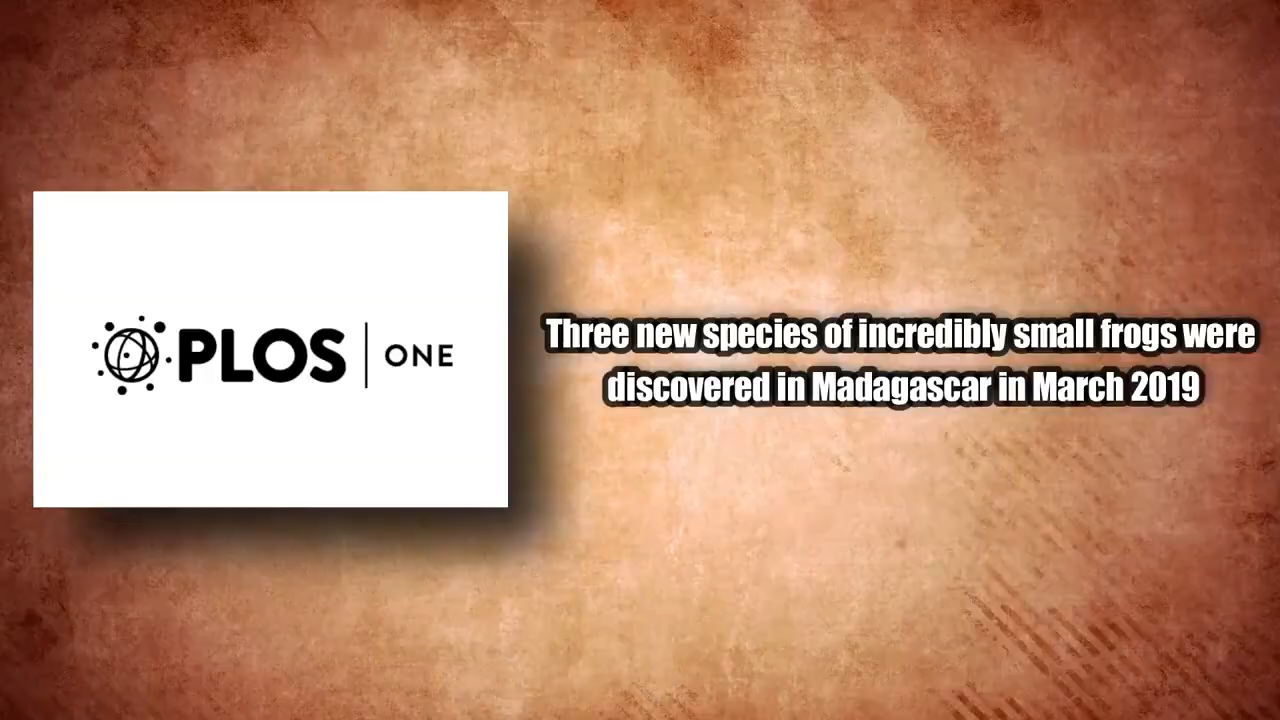 PLOS ONE
Three new species of incredibly small frogs were
discovered in Madagascar in March 2019